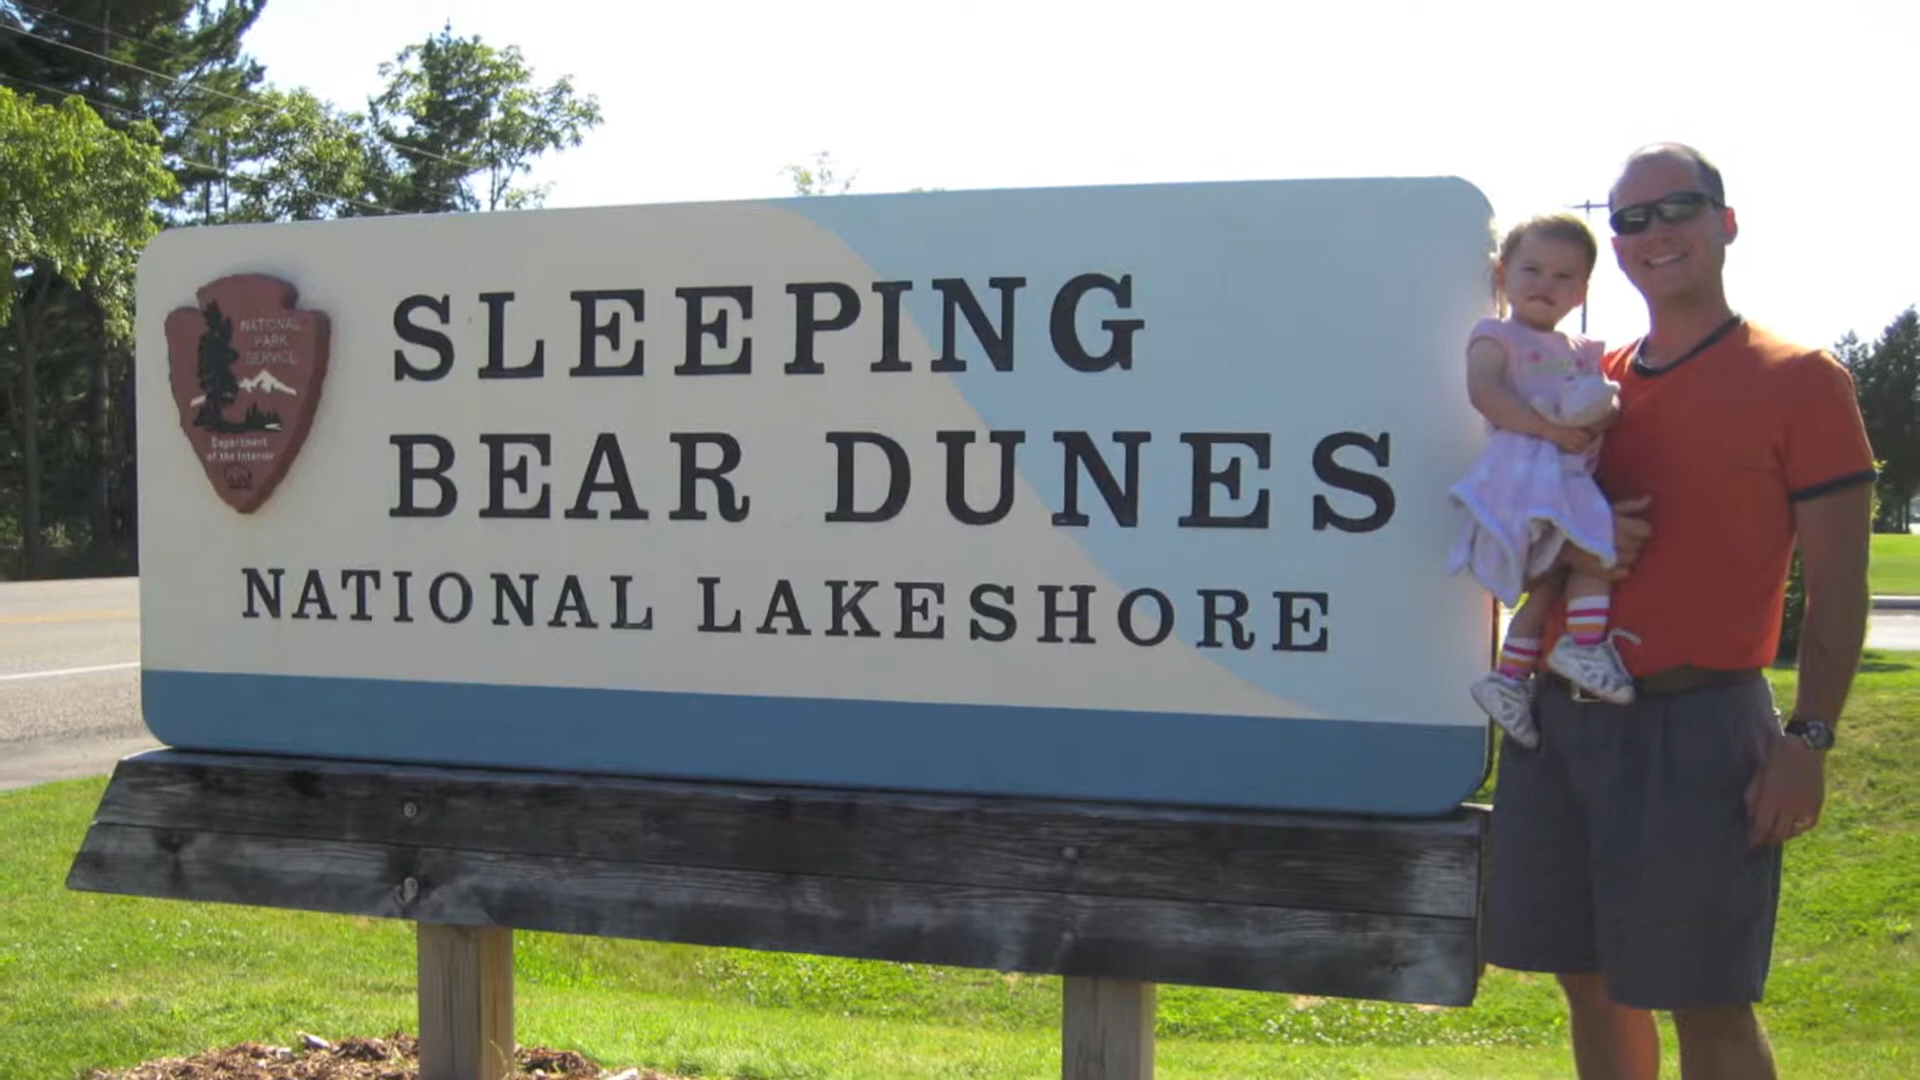 NATIONAL
PARK
SERVICE
Department
of the Interior
SLEEPING
BEAR DUNES
NATIONAL LAKESHORE